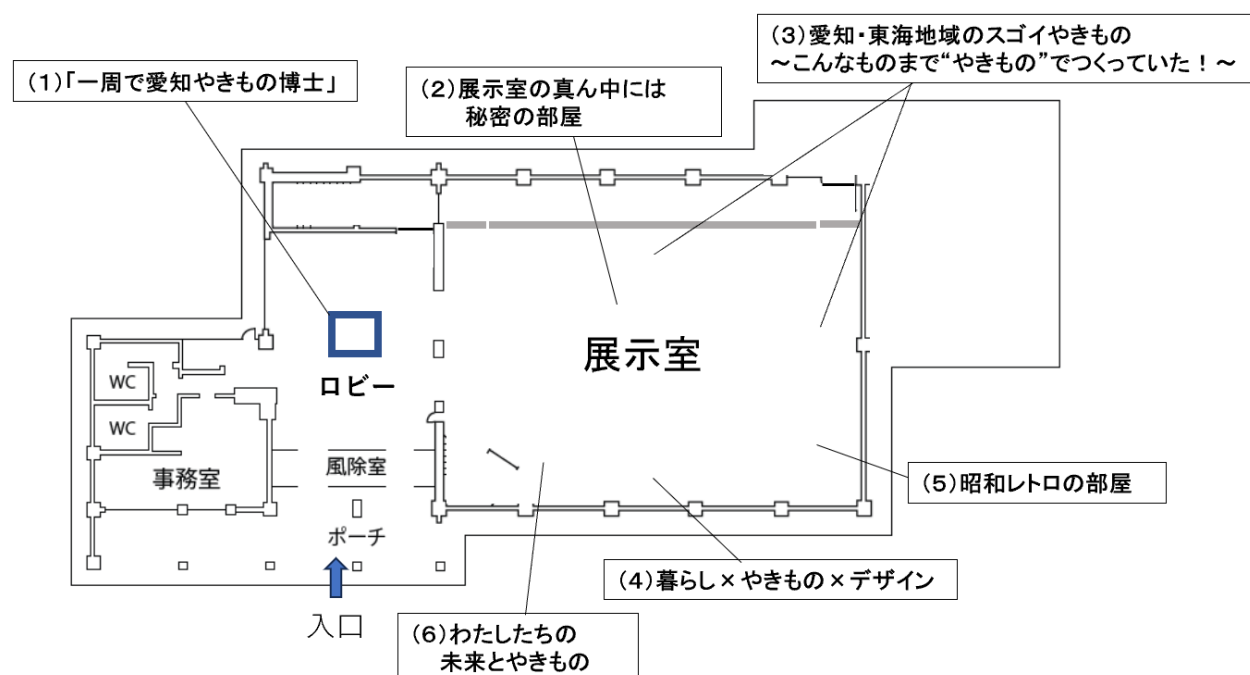 (1)「一周で愛知やきもの博士」
(2)展示室の真ん中には
秘密の部屋
(3)愛知・東海地域のスゴイやきもの
~こんなものまで“やきもの”でつくっていた!~
展示室
ロビー
WC
WC
事務室
風除室
ポーチ
入口
(5)昭和レトロの部屋
(4)暮らし×やきもの×デザイン
(6)わたしたちの
未来とやきもの